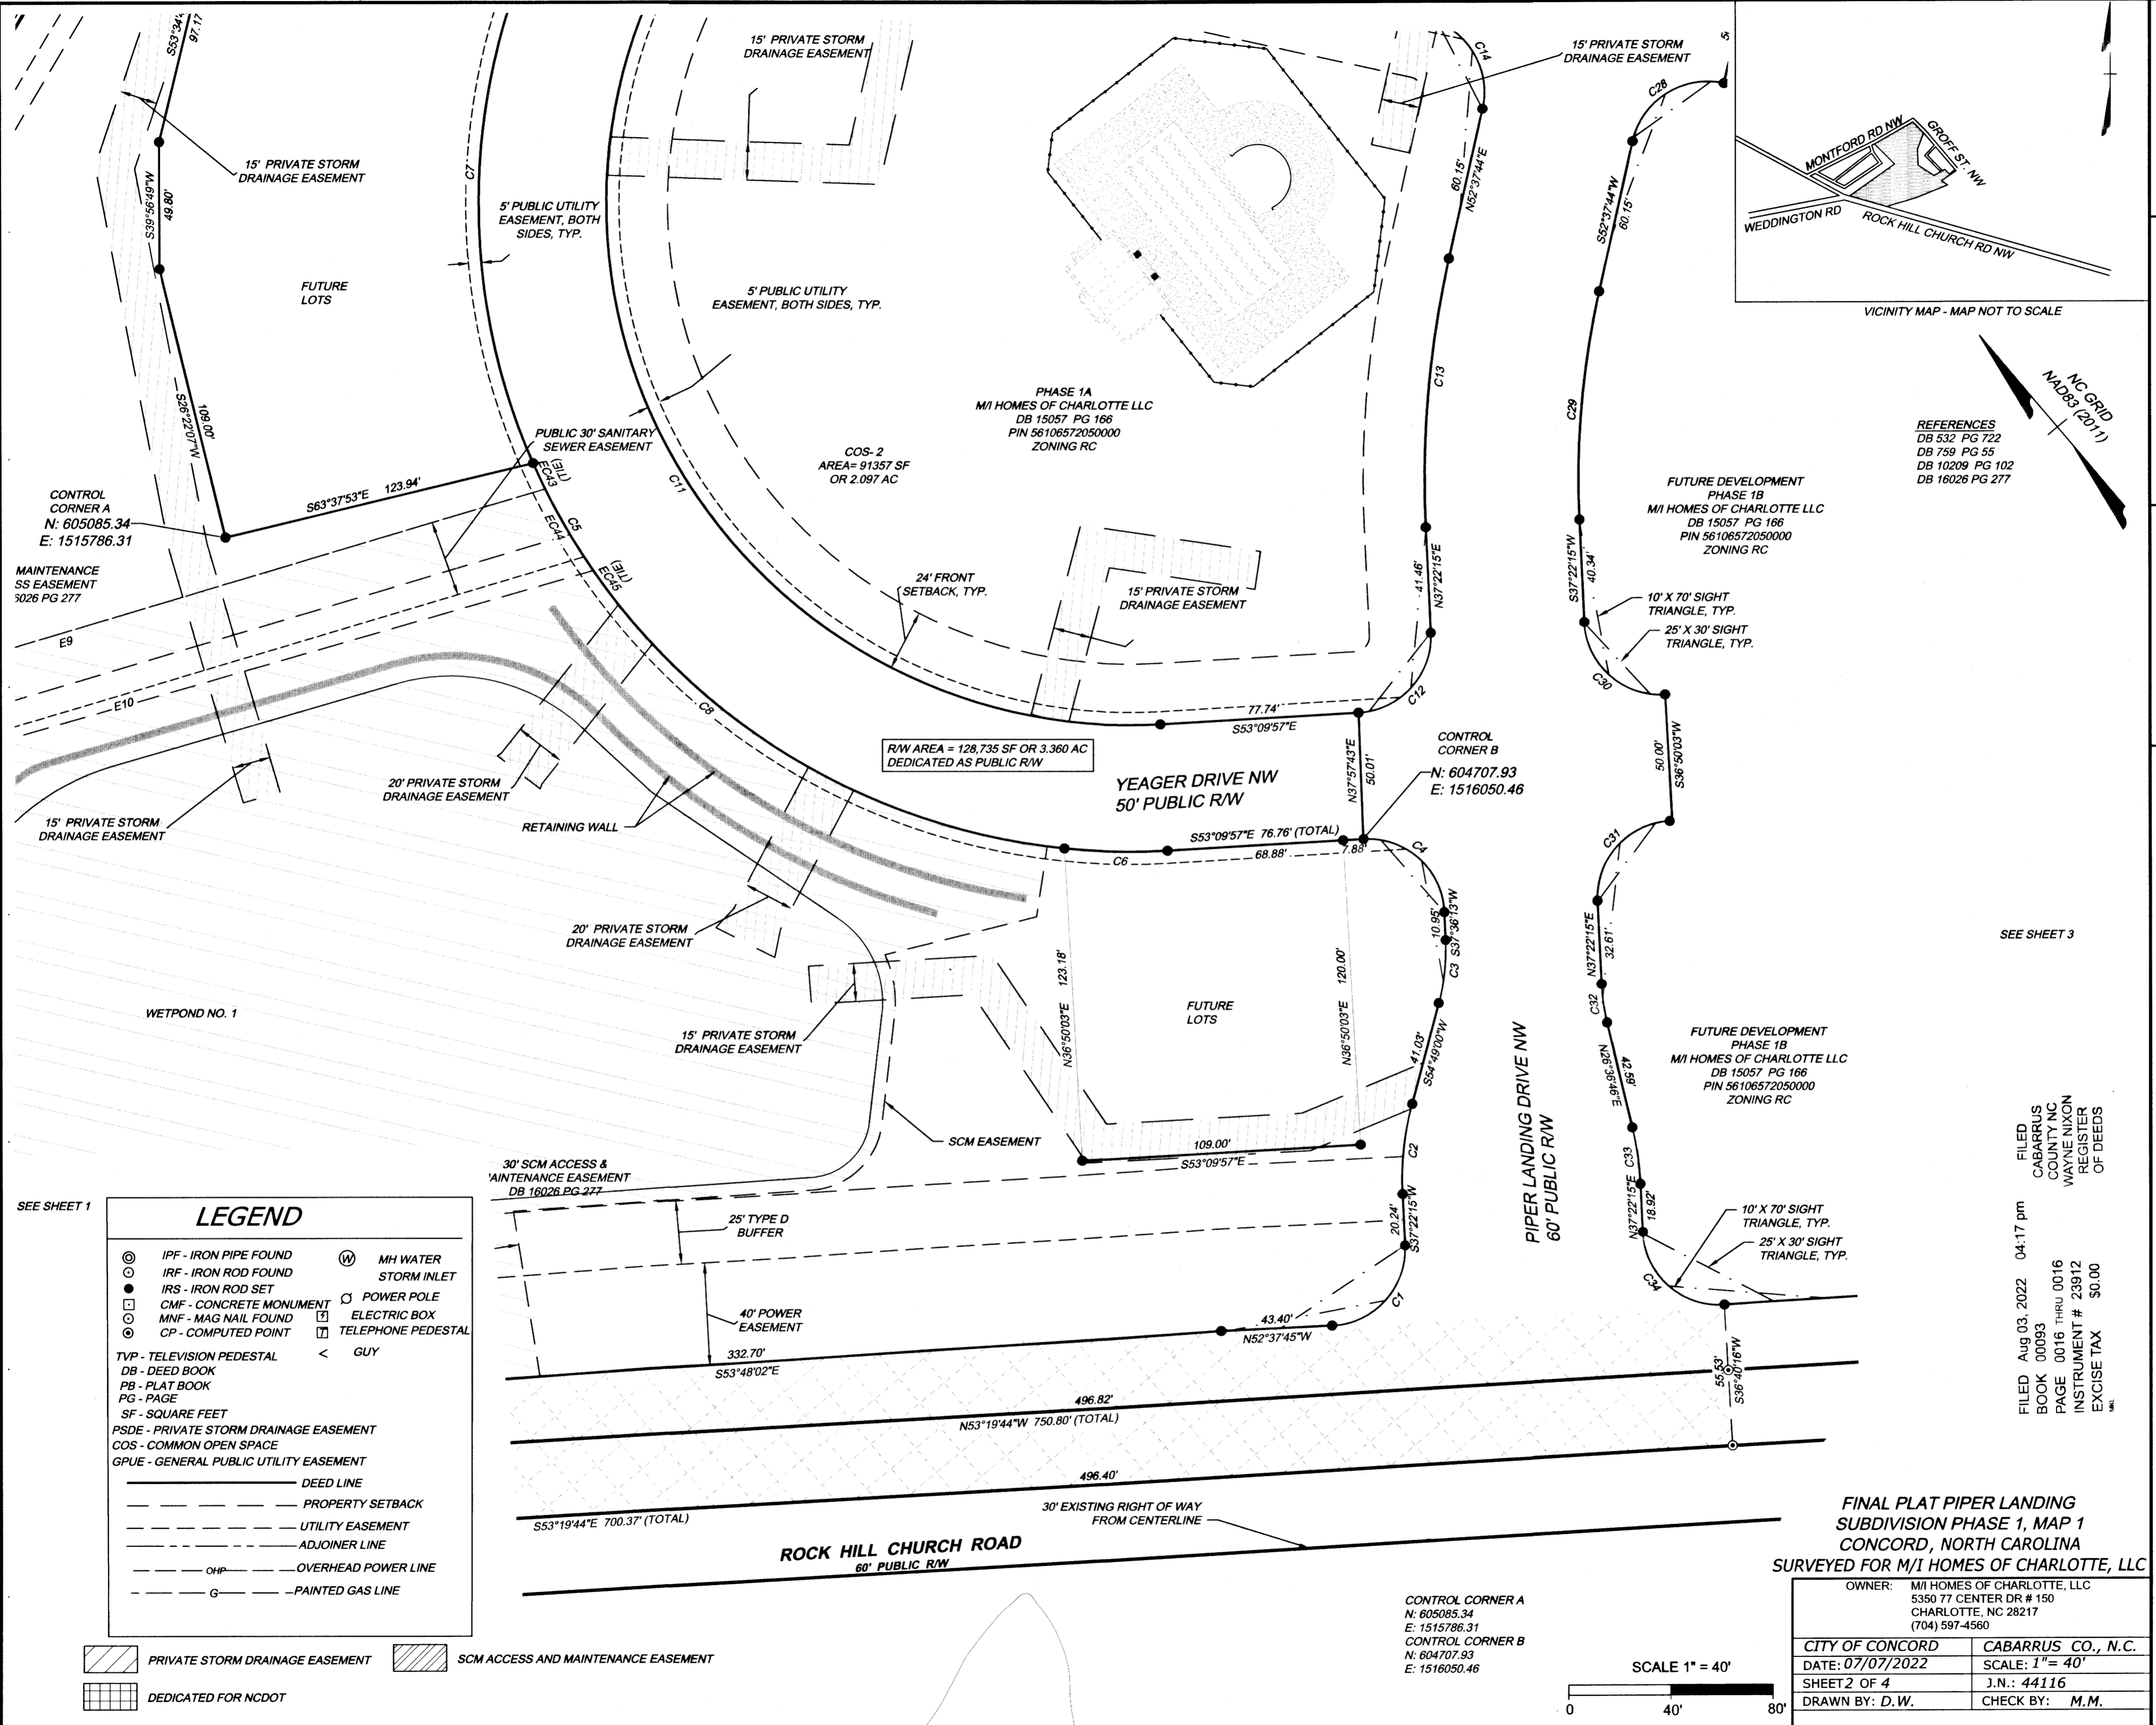 S53°34'4
97.17
15' PRIVATE STORM
DRAINAGE EASEMENT
S39°56'49"W
49.80'
FUTURE
LOTS
S26°22'07"W
109.00'
CONTROL
CORNER A
N: 605085.34
E: 1515786.31
S63°37'53"E 123.94'
MAINTENANCE
SS EASEMENT
6026 PG 277
E9
E10
C7
5' PUBLIC UTILITY
EASEMENT, BOTH
SIDES, TYP.
PUBLIC 30' SANITARY
SEWER EASEMENT
EC43
(TIE)
C5
EC44
EC45
(TIE)
C8
15' PRIVATE STORM
DRAINAGE EASEMENT
5' PUBLIC UTILITY
EASEMENT, BOTH SIDES, TYP.
C11
COS- 2
AREA= 91357 SF
OR 2.097 AC
PHASE 1A
M/I HOMES OF CHARLOTTE LLC
DB 15057 PG 166
PIN 56106572050000
ZONING RC
24' FRONT
SETBACK, TYP.
15' PRIVATE STORM
DRAINAGE EASEMENT
15' PRIVATE STORM
DRAINAGE EASEMENT
C14
60.15'
N52°37'44"E
C13
41.46'
N37°22'15"E
C12
77.74'
S53°09'57"E
C28
S52°37'44"W
60.15'
C29
S37°22'15"W
40.34'
C30
50.00'
S36°50'03"W
C31
N37°22'15"E
32.61'
C32
N26°36'46"E
42.59'
C33
N37°22'15"E
18.92'
C34
MONTFORD RD NW
GROFF ST. NW
WEDDINGTON RD
ROCK HILL CHURCH RD NW
VICINITY MAP - MAP NOT TO SCALE
NC GRID
NAD83 (2011)
REFERENCES
DB 532 PG 722
DB 759 PG 55
DB 10209 PG 102
DB 16026 PG 277
FUTURE DEVELOPMENT
PHASE 1B
M/I HOMES OF CHARLOTTE LLC
DB 15057 PG 166
PIN 56106572050000
ZONING RC
10' X 70' SIGHT
TRIANGLE, TYP.
25' X 30' SIGHT
TRIANGLE, TYP.
R/W AREA = 128,735 SF OR 3.360 AC
DEDICATED AS PUBLIC R/W
YEAGER DRIVE NW
50' PUBLIC R/W
N37°57'43"E
50.01'
CONTROL
CORNER B
N: 604707.93
E: 1516050.46
S53°09'57"E 76.76' (TOTAL)
68.88'
7.88'
C6
C4
10.95'
S37°36'13"W
C3
41.03'
S54°49'00"W
C2
20.24'
S37°22'15"W
C1
15' PRIVATE STORM
DRAINAGE EASEMENT
20' PRIVATE STORM
DRAINAGE EASEMENT
RETAINING WALL
20' PRIVATE STORM
DRAINAGE EASEMENT
WETPOND NO. 1
15' PRIVATE STORM
DRAINAGE EASEMENT
N36°50'03"E 123.18'
FUTURE
LOTS
N36°50'03"E 120.00'
109.00'
S53°09'57"E
SCM EASEMENT
30' SCM ACCESS &
'AINTENANCE EASEMENT
DB 16026 PG 277
25' TYPE D
BUFFER
40' POWER
EASEMENT
PIPER LANDING DRIVE NW
60' PUBLIC R/W
SEE SHEET 3
FUTURE DEVELOPMENT
PHASE 1B
M/I HOMES OF CHARLOTTE LLC
DB 15057 PG 166
PIN 56106572050000
ZONING RC
10' X 70' SIGHT
TRIANGLE, TYP.
25' X 30' SIGHT
TRIANGLE, TYP.
43.40'
N52°37'45"W
332.70'
S53°48'02"E
496.82'
N53°19'44"W 750.80' (TOTAL)
496.40'
S53°19'44"E 700.37' (TOTAL)
55.53'
S36°40'16"W
30' EXISTING RIGHT OF WAY
FROM CENTERLINE
ROCK HILL CHURCH ROAD
60' PUBLIC R/W
FILED
CABARRUS
COUNTY NC
WAYNE NIXON
REGISTER
OF DEEDS
FILED Aug 03, 2022 04:17 pm
BOOK 00093
PAGE 0016 THRU 0016
INSTRUMENT # 23912
EXCISE TAX $0.00
SEE SHEET 1
LEGEND
IPF - IRON PIPE FOUND
IRF - IRON ROD FOUND
IRS - IRON ROD SET
CMF - CONCRETE MONUMENT
MNF - MAG NAIL FOUND
CP - COMPUTED POINT
W MH WATER
STORM INLET
POWER POLE
ELECTRIC BOX
T TELEPHONE PEDESTAL
< GUY
TVP - TELEVISION PEDESTAL
DB - DEED BOOK
PB - PLAT BOOK
PG - PAGE
SF - SQUARE FEET
PSDE - PRIVATE STORM DRAINAGE EASEMENT
COS - COMMON OPEN SPACE
GPUE - GENERAL PUBLIC UTILITY EASEMENT
DEED LINE
PROPERTY SETBACK
UTILITY EASEMENT
ADJOINER LINE
OHP OVERHEAD POWER LINE
G PAINTED GAS LINE
PRIVATE STORM DRAINAGE EASEMENT
SCM ACCESS AND MAINTENANCE EASEMENT
DEDICATED FOR NCDOT
CONTROL CORNER A
N: 605085.34
E: 1515786.31
CONTROL CORNER B
N: 604707.93
E: 1516050.46
SCALE 1" = 40'
0 40' 80'
FINAL PLAT PIPER LANDING
SUBDIVISION PHASE 1, MAP 1
CONCORD, NORTH CAROLINA
SURVEYED FOR M/I HOMES OF CHARLOTTE, LLC
OWNER: M/I HOMES OF CHARLOTTE, LLC
5350 77 CENTER DR # 150
CHARLOTTE, NC 28217
(704) 597-4560
CITY OF CONCORD CABARRUS CO., N.C.
DATE: 07/07/2022 SCALE: 1"= 40'
SHEET 2 OF 4 J.N.: 44116
DRAWN BY: D.W. CHECK BY: M.M.